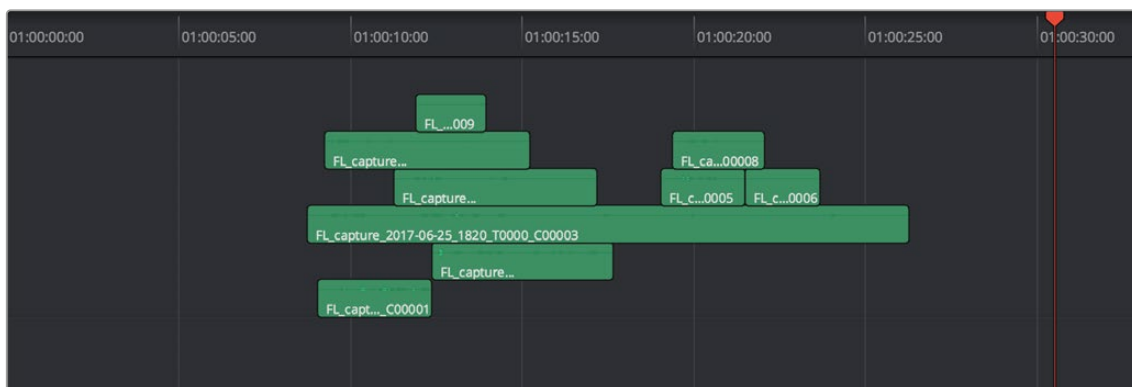 01:00:00:00 01:00:05:00 01:00:10:00 01:00:15:00 01:00:20:00 01:00:25:00 01:00:30:00
FL_...009
FL_capture... FL_ca...00008
FL_capture... FL_c...0005 FL_c...0006
FL_capture_2017-06-25_1820_T0000_C00003
FL_capture...
FL_capt..._C00001